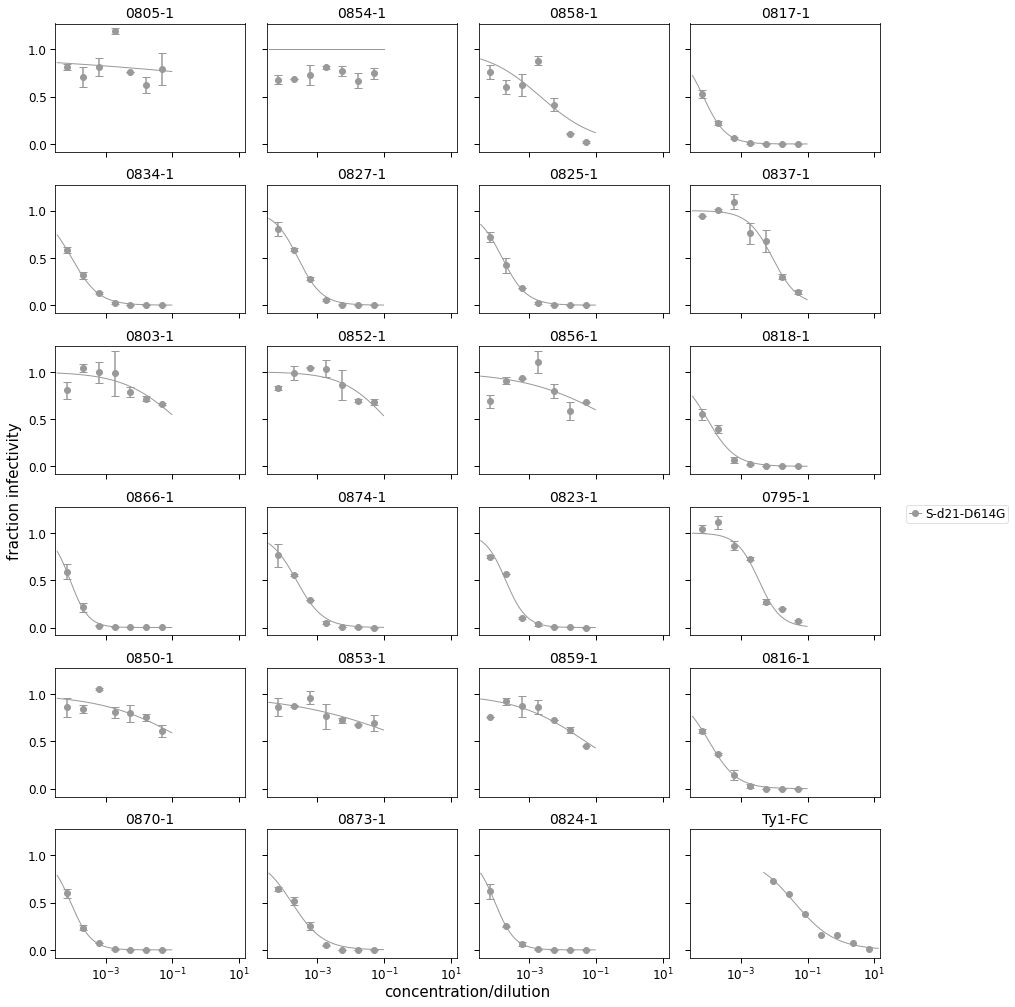 0805-1 0854-1 0858-1 0817-1
1.0
0.5
0.0
0834-1 0827-1 0825-1 0837-1
1.0
0.5
0.0
0803-1 0852-1 0856-1 0818-1
1.0
0.5
0.0
fraction infectivity
0866-1 0874-1 0823-1 0795-1
1.0
0.5
0.0
S-d21-D614G
0850-1 0853-1 0859-1 0816-1
1.0
0.5
0.0
0870-1 0873-1 0824-1 Ty1-FC
1.0
0.5
0.0
10⁻³ 10⁻¹ 10¹ 10⁻³ 10⁻¹ 10¹ 10⁻³ 10⁻¹ 10¹ 10⁻³ 10⁻¹ 10¹
concentration/dilution